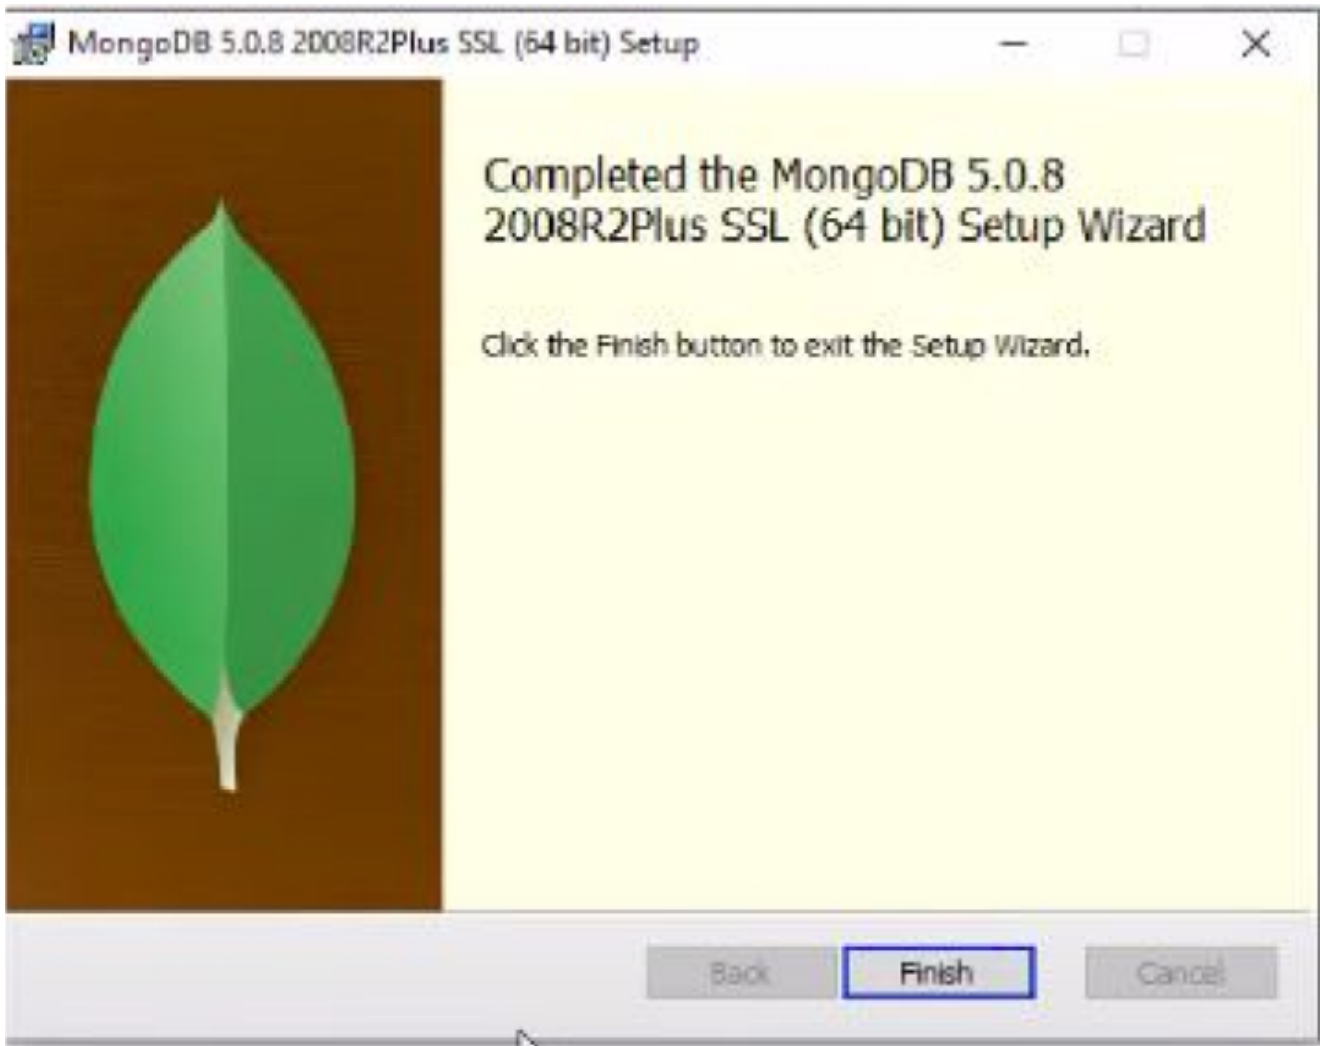 MongoDB 5.0.8 2008R2Plus SSL (64 bit) Setup
Completed the MongoDB 5.0.8
2008R2Plus SSL (64 bit) Setup Wizard
Click the Finish button to exit the Setup Wizard.
Back Finish Cancel